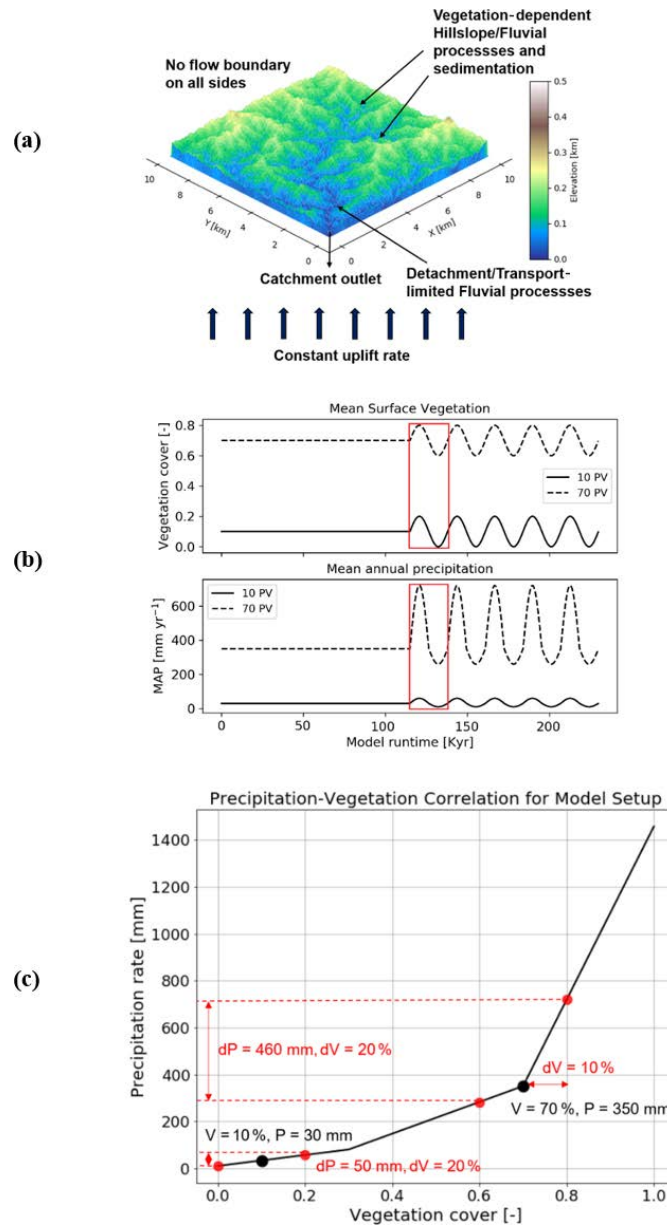 (a)
No flow boundary
on all sides
Vegetation-dependent
Hillslope/Fluvial
processses and
sedimentation
0.5
0.4
0.3
0.2
0.1
0.0
Elevation [km]
10
8
6
4
2
0
Y [km]
0
2
4
6
8
10
X [km]
Catchment outlet
Detachment/Transport-
limited Fluvial processses
Constant uplift rate
(b)
Mean Surface Vegetation
Vegetation cover [-]
0.8
0.6
0.4
0.2
0.0
10 PV
70 PV
Mean annual precipitation
MAP [mm yr⁻¹]
600
400
200
0
10 PV
70 PV
0
50
100
150
200
Model runtime [Kyr]
(c)
Precipitation-Vegetation Correlation for Model Setup
Precipitation rate [mm]
1400
1200
1000
800
600
400
200
0
dP = 460 mm, dV = 20%
dV = 10%
V = 70%, P = 350 mm
V = 10%, P = 30 mm
dP = 50 mm, dV = 20%
0.0
0.2
0.4
0.6
0.8
1.0
Vegetation cover [-]